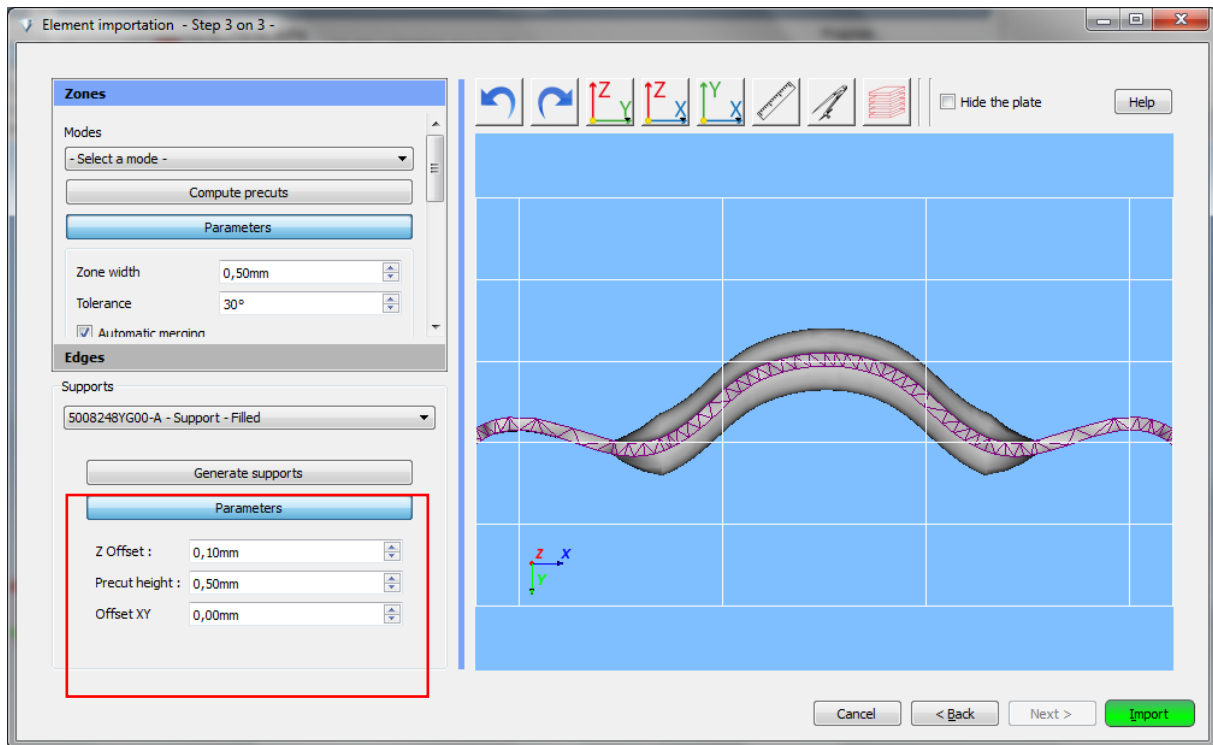 Element importation - Step 3 on 3 -
Zones
Modes
- Select a mode -
Compute precuts
Parameters
Zone width 0,50mm
Tolerance 30°
Automatic merging
Edges
Supports
5008248YG00-A - Support - Filled
Generate supports
Parameters
Z Offset : 0,10mm
Precut height : 0,50mm
Offset XY 0,00mm
Z Y Z X Y X
Hide the plate
Help
Z X
Y
Cancel
< Back
Next >
Import